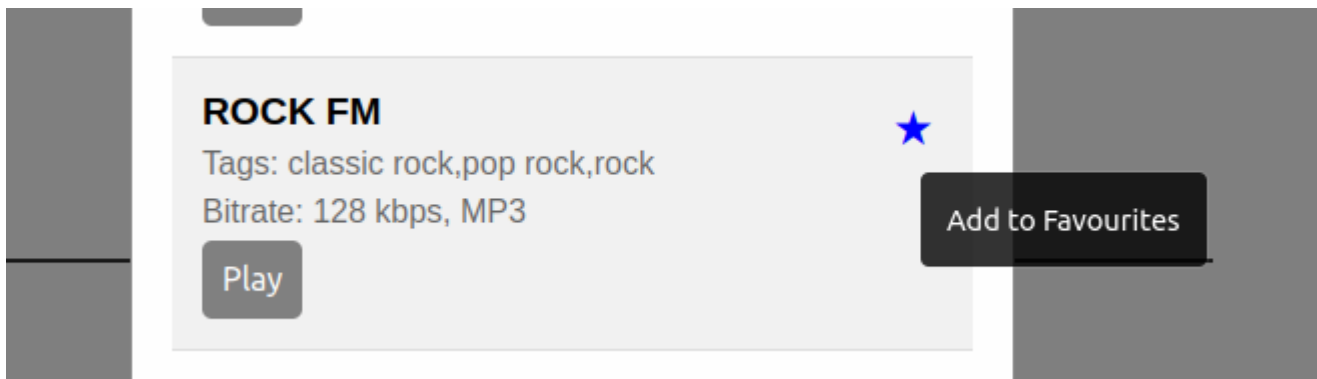 ROCK FM
Tags: classic rock,pop rock,rock
Bitrate: 128 kbps, MP3
Add to Favourites
Play